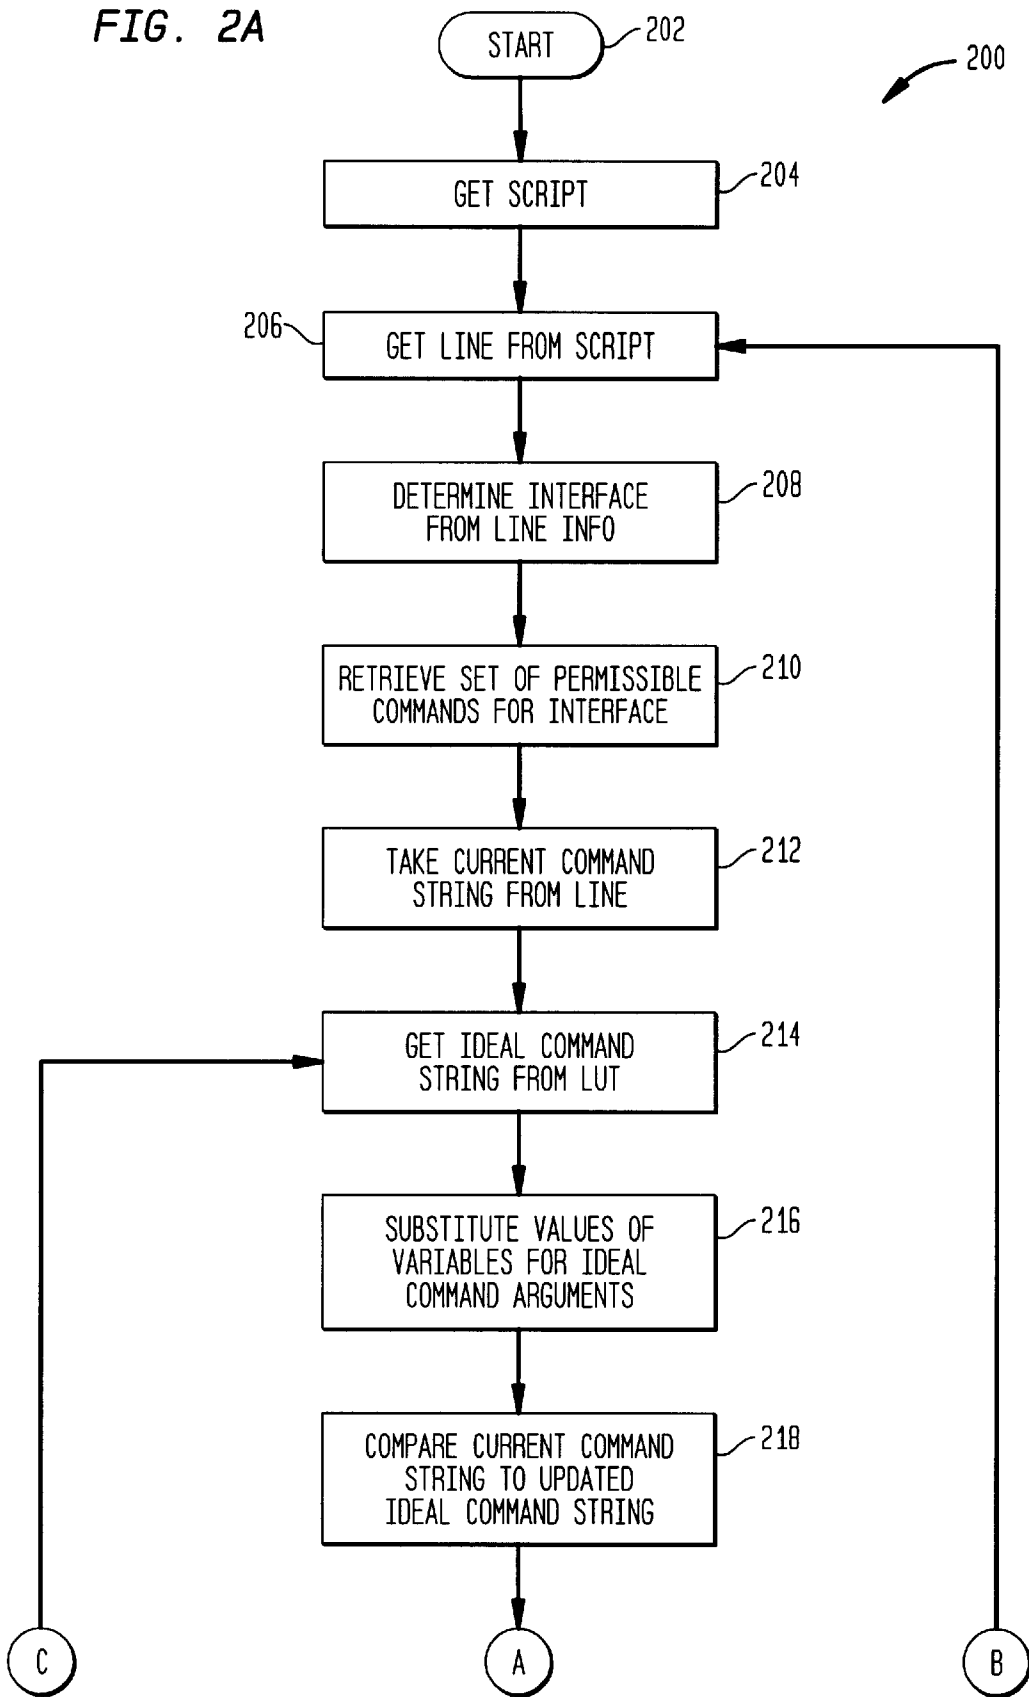 FIG. 2A
START
202
200
GET SCRIPT
204
206
GET LINE FROM SCRIPT
DETERMINE INTERFACE
FROM LINE INFO
208
RETRIEVE SET OF PERMISSIBLE
COMMANDS FOR INTERFACE
210
TAKE CURRENT COMMAND
STRING FROM LINE
212
GET IDEAL COMMAND
STRING FROM LUT
214
SUBSTITUTE VALUES OF
VARIABLES FOR IDEAL
COMMAND ARGUMENTS
216
COMPARE CURRENT COMMAND
STRING TO UPDATED
IDEAL COMMAND STRING
218
C
A
B